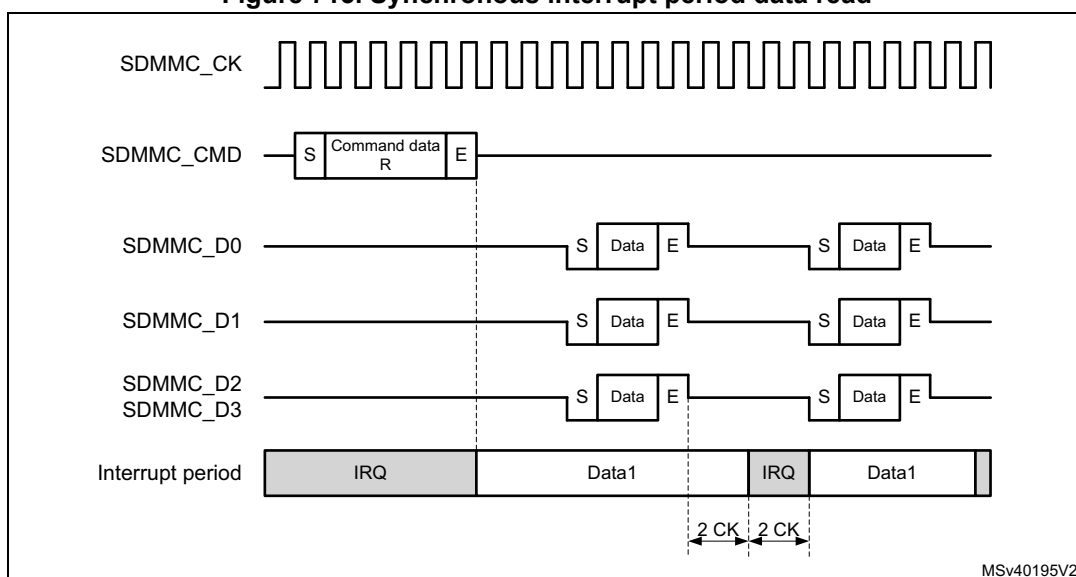 SDMMC_CK
SDMMC_CMD
S
Command data
R
E
SDMMC_D0
S
Data
E
S
Data
E
SDMMC_D1
S
Data
E
S
Data
E
SDMMC_D2
SDMMC_D3
S
Data
E
S
Data
E
Interrupt period
IRQ
Data1
IRQ
Data1
2 CK
2 CK
MSv40195V2